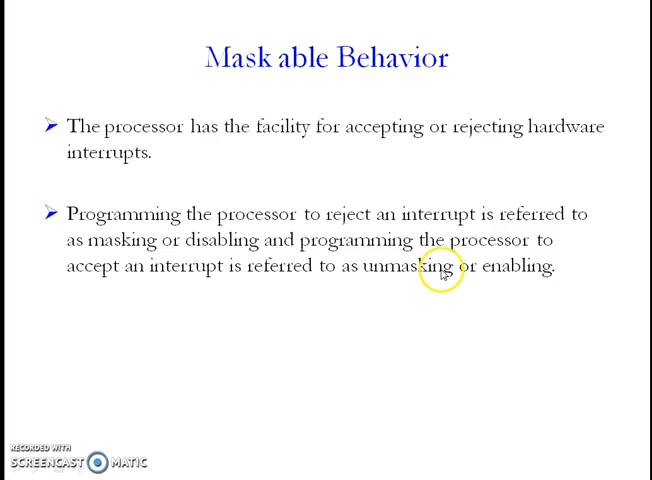 Mask able Behavior
The processor has the facility for accepting or rejecting hardware
interrupts.
Programming the processor to reject an interrupt is referred to
as masking or disabling and programming the processor to
accept an interrupt is referred to as unmasking or enabling.
RECORDED WITH
SCREENCAST MATIC